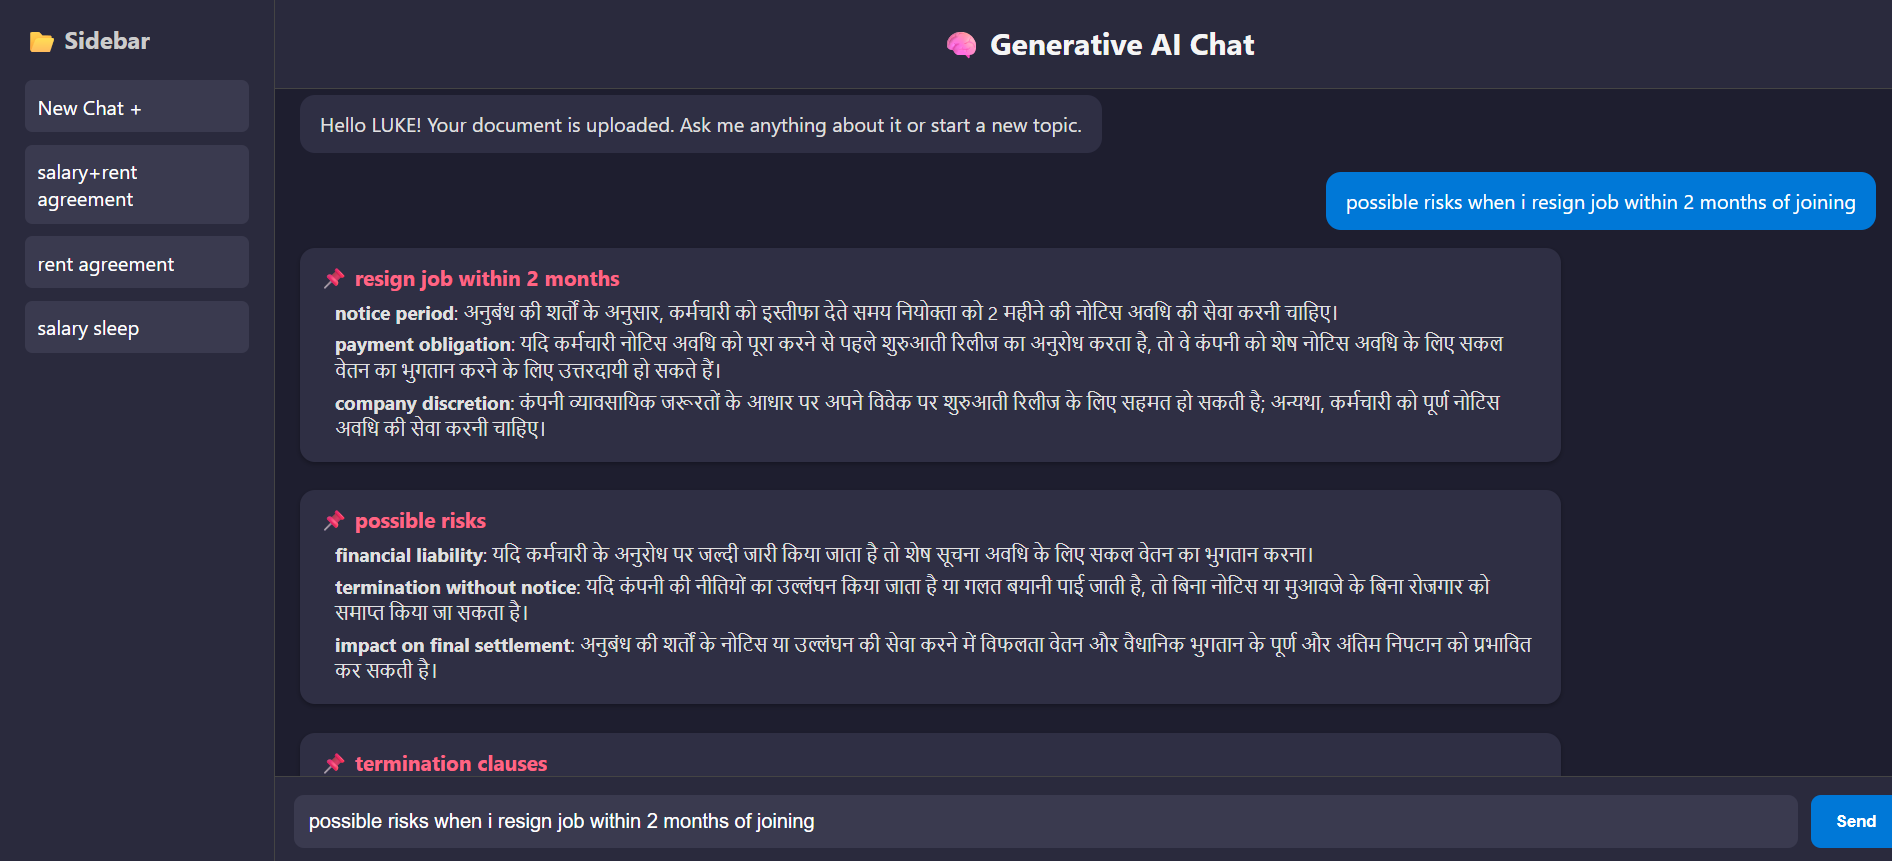 Sidebar
New Chat +
salary+rent
agreement
rent agreement
salary sleep
Generative AI Chat
Hello LUKE! Your document is uploaded. Ask me anything about it or start a new topic.
possible risks when i resign job within 2 months of joining
resign job within 2 months
notice period: अनुबंध की शर्तों के अनुसार, कर्मचारी को इस्तीफा देते समय नियोक्ता को 2 महीने की नोटिस अवधि की सेवा करनी चाहिए।
payment obligation: यदि कर्मचारी नोटिस अवधि को पूरा करने से पहले शुरुआती रिलीज का अनुरोध करता है, तो वे कंपनी को शेष नोटिस अवधि के लिए सकल
वेतन का भुगतान करने के लिए उत्तरदायी हो सकते हैं।
company discretion: कंपनी व्यावसायिक जरूरतों के आधार पर अपने विवेक पर शुरुआती रिलीज के लिए सहमत हो सकती है; अन्यथा, कर्मचारी को पूर्ण नोटिस
अवधि की सेवा करनी चाहिए।
possible risks
financial liability: यदि कर्मचारी के अनुरोध पर जल्दी जारी किया जाता है तो शेष सूचना अवधि के लिए सकल वेतन का भुगतान करना।
termination without notice: यदि कंपनी की नीतियों का उल्लंघन किया जाता है या गलत बयानी पाई जाती है, तो बिना नोटिस या मुआवजे के बिना रोजगार को
समाप्त किया जा सकता है।
impact on final settlement: अनुबंध की शर्तों के नोटिस या उल्लंघन की सेवा करने में विफलता वेतन और वैधानिक भुगतान के पूर्ण और अंतिम निपटान को प्रभावित
कर सकती है।
termination clauses
possible risks when i resign job within 2 months of joining
Send